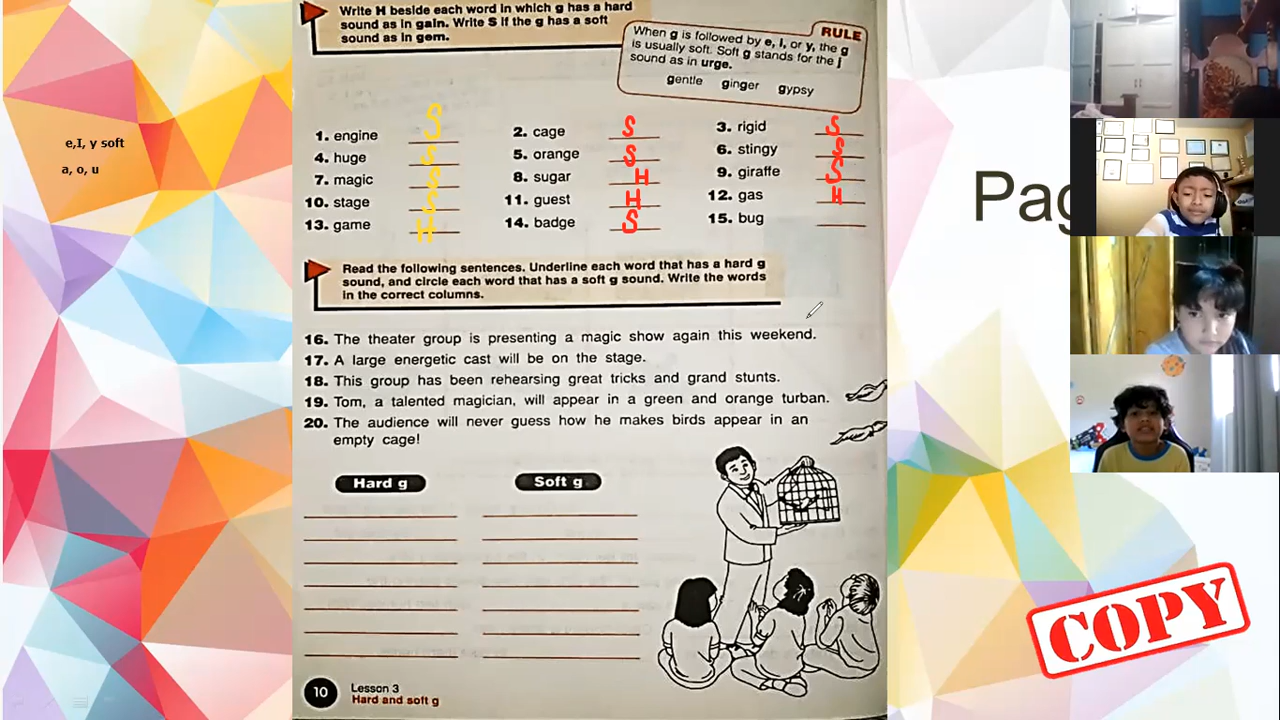 Write H beside each word in which g has a hard
sound as in gain. Write S if the g has a soft
sound as in gem.
RULE
When g is followed by e, i, or y, the g
is usually soft. Soft g stands for the j
sound as in urge.
gentle ginger gypsy
e,I, y soft
a, o, u
1. engine S 2. cage S 3. rigid S
4. huge S 5. orange S 6. stingy S
7. magic S 8. sugar H 9. giraffe S
10. stage S 11. guest H 12. gas H
13. game H 14. badge S 15. bug
Read the following sentences. Underline each word that has a hard g
sound, and circle each word that has a soft g sound. Write the words
in the correct columns.
16. The theater group is presenting a magic show again this weekend.
17. A large energetic cast will be on the stage.
18. This group has been rehearsing great tricks and grand stunts.
19. Tom, a talented magician, will appear in a green and orange turban.
20. The audience will never guess how he makes birds appear in an
empty cage!
Hard g Soft g
10 Lesson 3
Hard and soft g
COPY